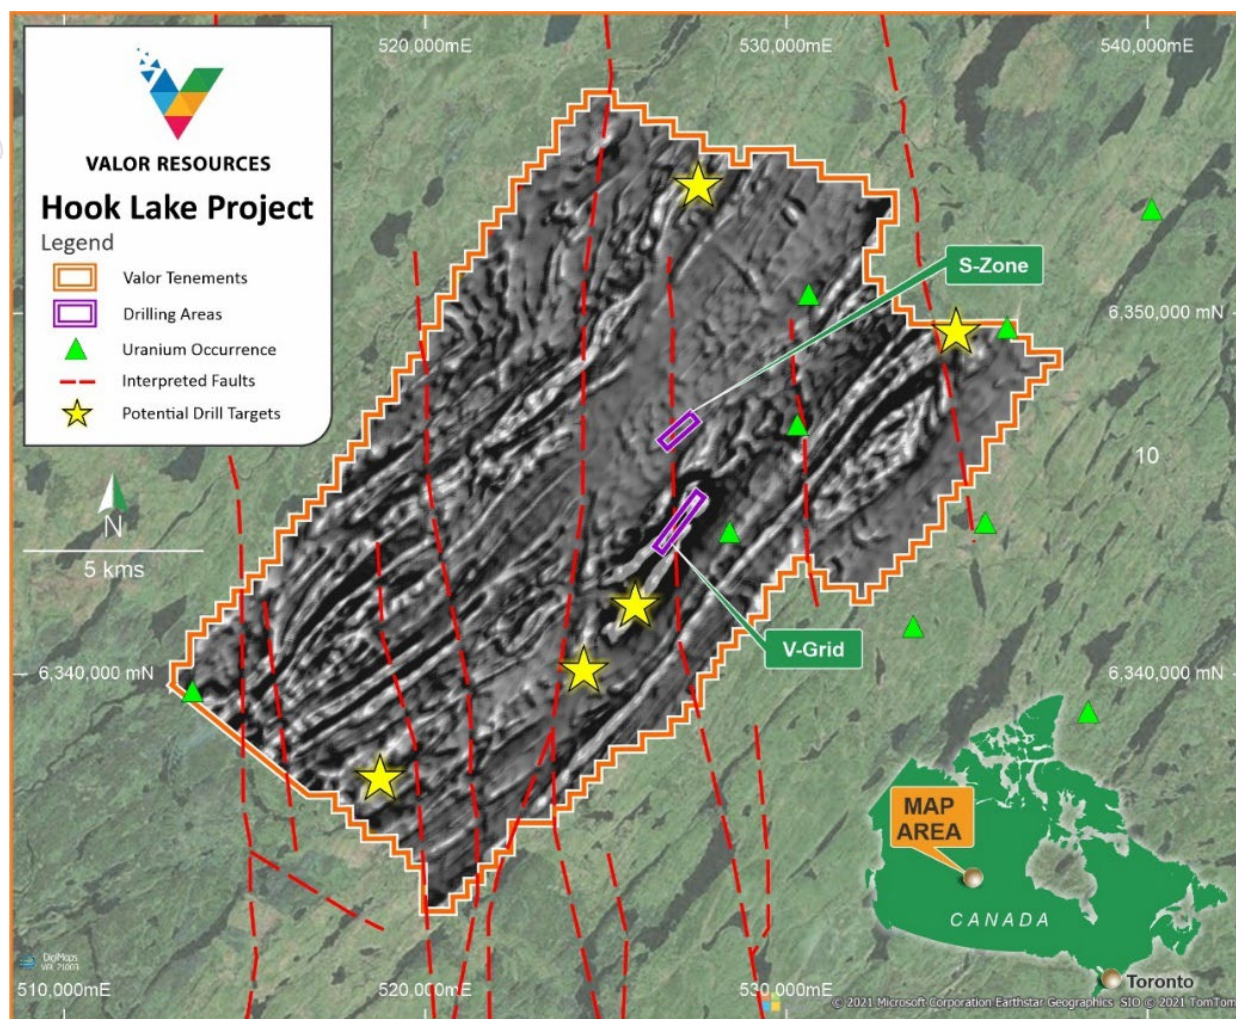 520,000mE
530,000mE
540,000mE
VALOR RESOURCES
Hook Lake Project
Legend
Valor Tenements
Drilling Areas
Uranium Occurrence
Interpreted Faults
Potential Drill Targets
S-Zone
6,350,000 mN
10
N
5 kms
V-Grid
6,340,000 mN
6,340,000 mN
MAP
AREA
CANADA
Toronto
DigiMaps
510,000mE
520,000mE
530,000mE
© 2021 Microsoft Corporation Earthstar Geographics SIO © 2021 TomTom